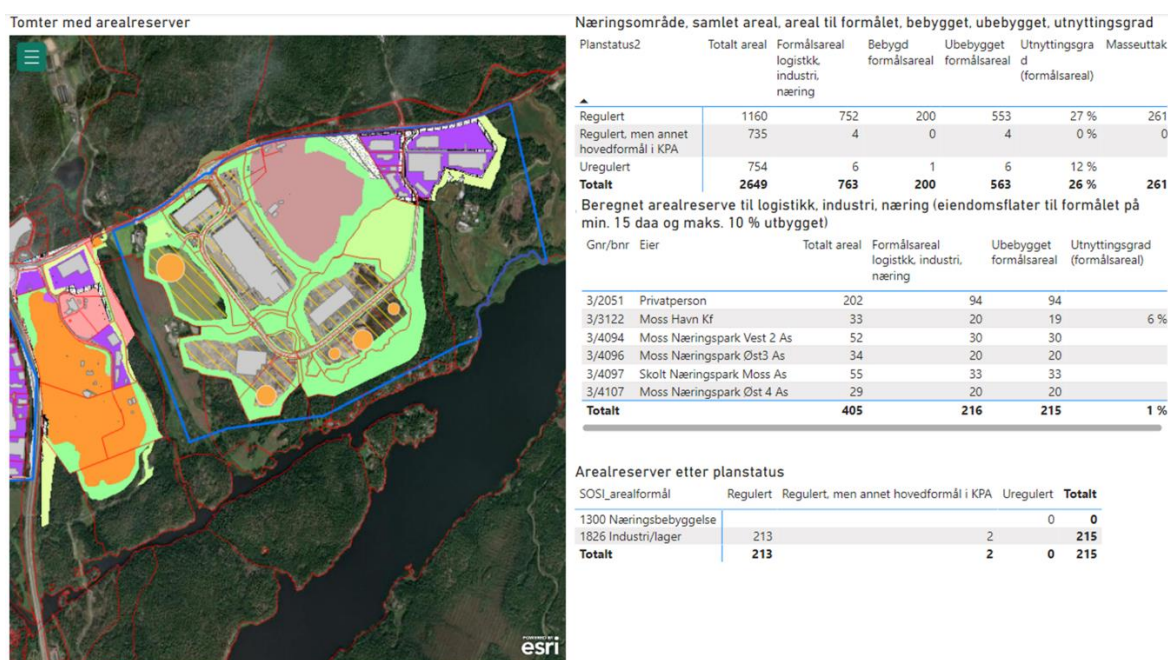 Tomter med arealreserver
Næringsområde, samlet areal, areal til formålet, bebygget, ubebygget, utnyttingsgrad
Planstatus2 Totalt areal Formålsareal logistkk, industri, næring Bebygd formålsareal Ubebygget formålsareal Utnyttingsgra d (formålsareal) Masseuttak
Regulert 1160 752 200 553 27 % 261
Regulert, men annet hovedformål i KPA 735 4 0 4 0 % 0
Uregulert 754 6 1 6 12 %
Totalt 2649 763 200 563 26 % 261
Beregnet arealreserve til logistikk, industri, næring (eiendomsflater til formålet på
min. 15 daa og maks. 10 % utbygget)
Gnr/bnr Eier Totalt areal Formålsareal logistkk, industri, næring Ubebygget formålsareal Utnyttingsgrad (formålsareal)
3/2051 Privatperson 202 94 94
3/3122 Moss Havn Kf 33 20 19 6 %
3/4094 Moss Næringspark Vest 2 As 52 30 30
3/4096 Moss Næringspark Øst3 As 34 20 20
3/4097 Skolt Næringspark Moss As 55 33 33
3/4107 Moss Næringspark Øst 4 As 29 20 20
Totalt 405 216 215 1 %
Arealreserver etter planstatus
SOSI_arealformål Regulert Regulert, men annet hovedformål i KPA Uregulert Totalt
1300 Næringsbebyggelse 0 0
1826 Industri/lager 213 2 215
Totalt 213 2 0 215
POWERED BY
esri